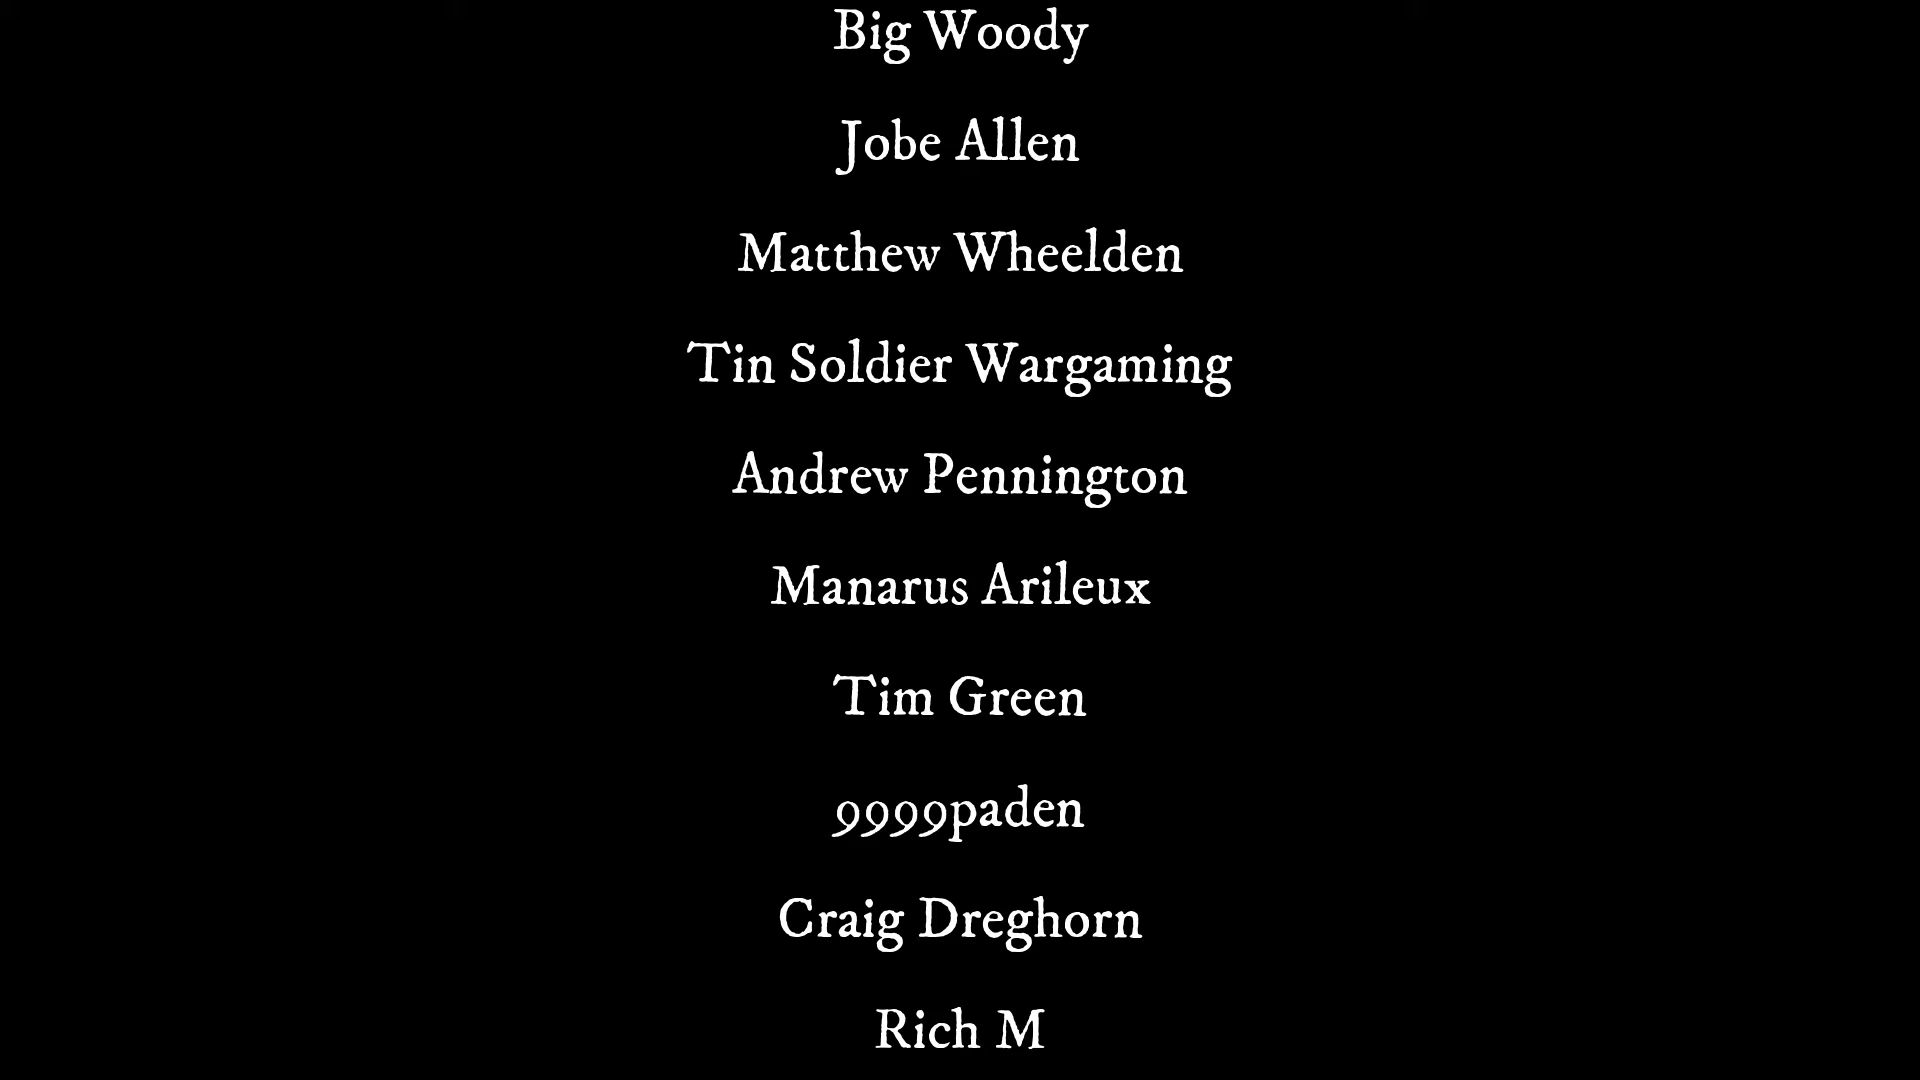 Big Woody
Jobe Allen
Matthew Wheelden
Tin Soldier Wargaming
Andrew Pennington
Manarus Arileux
Tim Green
9999paden
Craig Dreghorn
Rich M